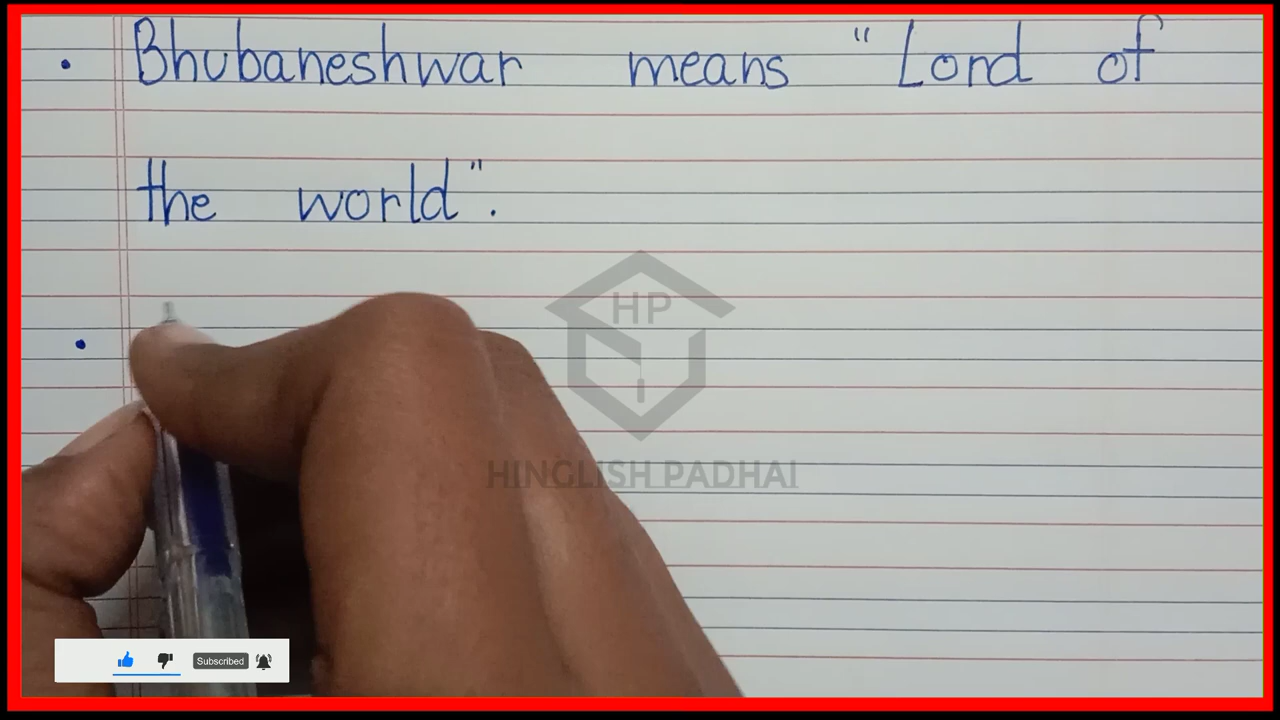 • Bhubaneshwar means "Lord of
the world".
•
HP
HINGLISH PADHAI
Subscribed